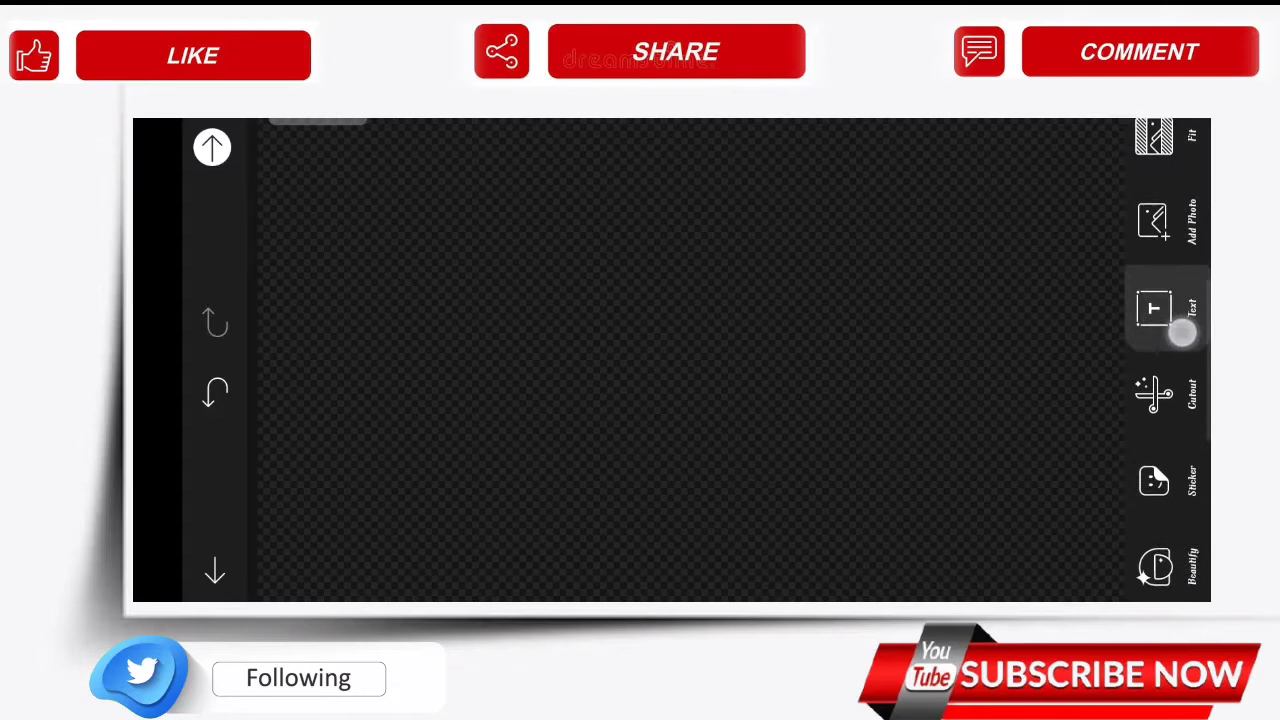 LIKE
SHARE
COMMENT
Fit
Add Photo
Text
T
Cutout
Sticker
Beautify
Following
You
Tube
SUBSCRIBE NOW